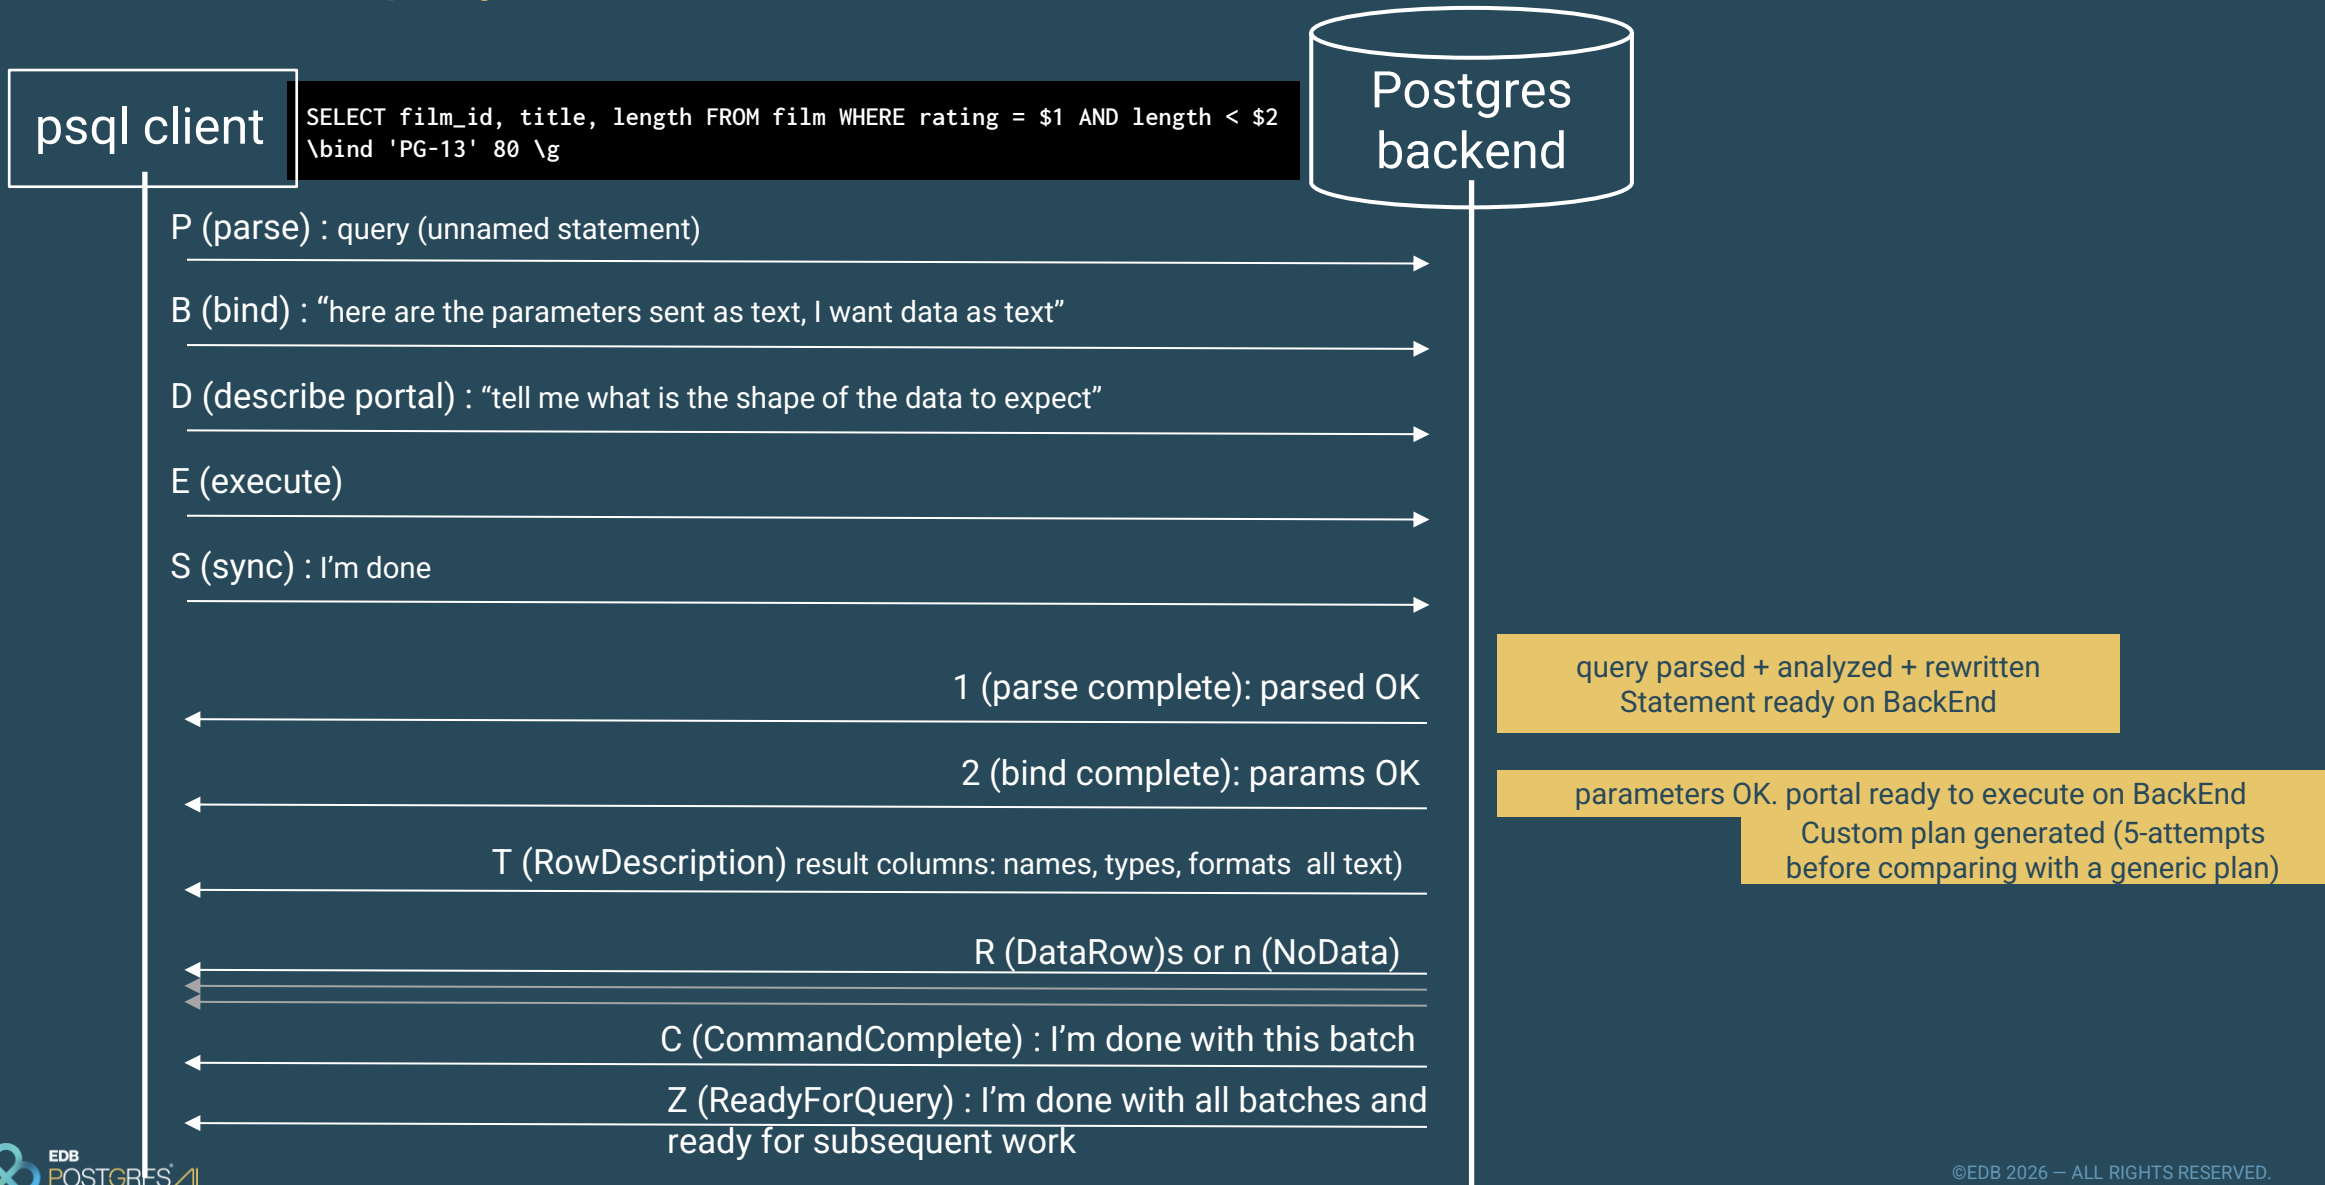 psql client
SELECT film_id, title, length FROM film WHERE rating = $1 AND length < $2
\bind 'PG-13' 80 \g
Postgres
backend
P (parse) : query (unnamed statement)
B (bind) : “here are the parameters sent as text, I want data as text”
D (describe portal) : “tell me what is the shape of the data to expect”
E (execute)
S (sync) : I’m done
1 (parse complete): parsed OK
query parsed + analyzed + rewritten
Statement ready on BackEnd
2 (bind complete): params OK
parameters OK. portal ready to execute on BackEnd
Custom plan generated (5-attempts
before comparing with a generic plan)
T (RowDescription) result columns: names, types, formats  all text)
R (DataRow)s or n (NoData)
C (CommandComplete) : I’m done with this batch
Z (ReadyForQuery) : I’m done with all batches and
ready for subsequent work
EDB
POSTGRES AI
©EDB 2026 — ALL RIGHTS RESERVED.